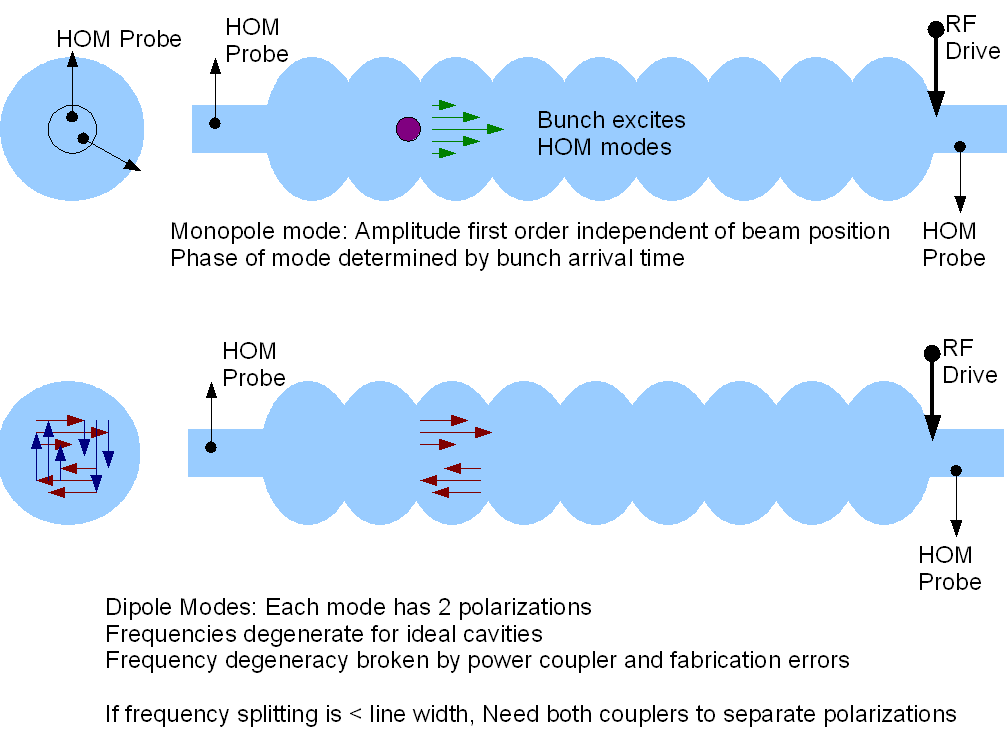 HOM Probe
HOM
Probe
RF
Drive
Bunch excites
HOM modes
Monopole mode: Amplitude first order independent of beam position
Phase of mode determined by bunch arrival time
HOM
Probe
HOM
Probe
RF
Drive
HOM
Probe
Dipole Modes: Each mode has 2 polarizations
Frequencies degenerate for ideal cavities
Frequency degeneracy broken by power coupler and fabrication errors
If frequency splitting is < line width, Need both couplers to separate polarizations